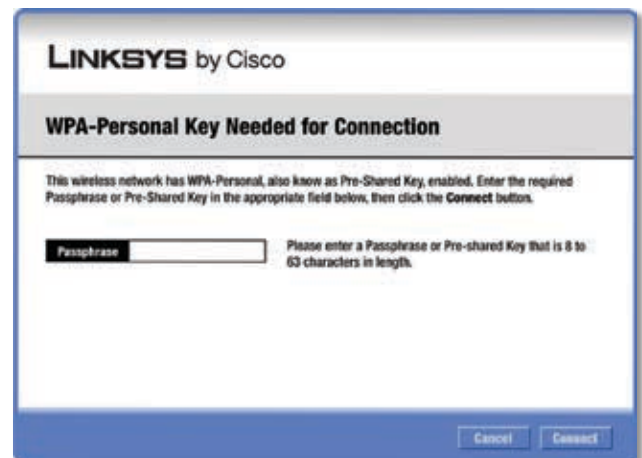 LINKSYS by Cisco
WPA-Personal Key Needed for Connection
This wireless network has WPA-Personal, also know as Pre-Shared Key, enabled. Enter the required
Passphrase or Pre-Shared Key in the appropriate field below, then click the Connect button.
Passphrase
Please enter a Passphrase or Pre-shared Key that is 8 to
63 characters in length.
Cancel
Connect